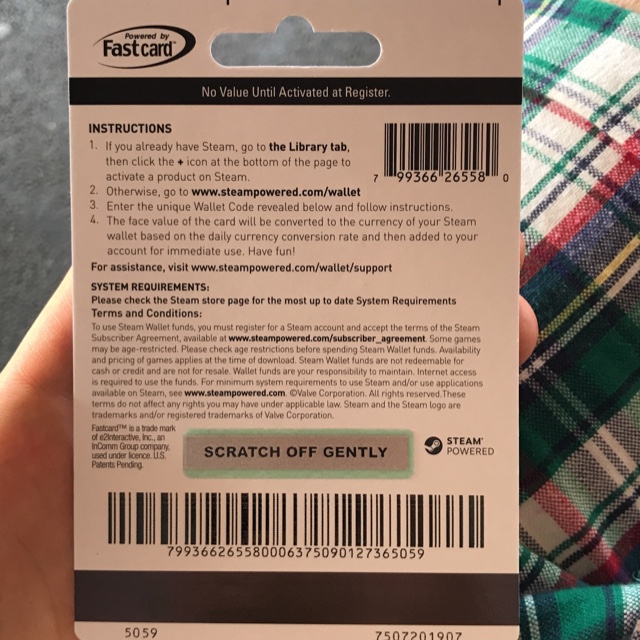 Powered by
Fastcard™
No Value Until Activated at Register.
INSTRUCTIONS
1. If you already have Steam, go to the Library tab,
then click the + icon at the bottom of the page to
activate a product on Steam.
7 99366 26558 0
2. Otherwise, go to www.steampowered.com/wallet
3. Enter the unique Wallet Code revealed below and follow instructions.
4. The face value of the card will be converted to the currency of your Steam
wallet based on the daily currency conversion rate and then added to your
account for immediate use. Have fun!
For assistance, visit www.steampowered.com/wallet/support
SYSTEM REQUIREMENTS:
Please check the Steam store page for the most up to date System Requirements
Terms and Conditions:
To use Steam Wallet funds, you must register for a Steam account and accept the terms of the Steam
Subscriber Agreement, available at www.steampowered.com/subscriber_agreement. Some games
may be age-restricted. Please check age restrictions before spending Steam Wallet funds. Availability
and pricing of games applies at the time of download. Steam Wallet funds are not redeemable for
cash or credit and are not for resale. Wallet funds are your responsibility to maintain. Internet access
is required to use the funds. For minimum system requirements to use Steam and/or use applications
available on Steam, see www.steampowered.com. ©Valve Corporation. All rights reserved.These
terms do not affect any rights you may have under applicable law. Steam and the Steam logo are
trademarks and/or registered trademarks of Valve Corporation.
Fastcard™ is a trade mark
of e2Interactive, Inc., an
InComm Group company,
used under licence. U.S.
Patents Pending.
SCRATCH OFF GENTLY
STEAM™
POWERED
799366265580006375090127365059
5059
7507201907